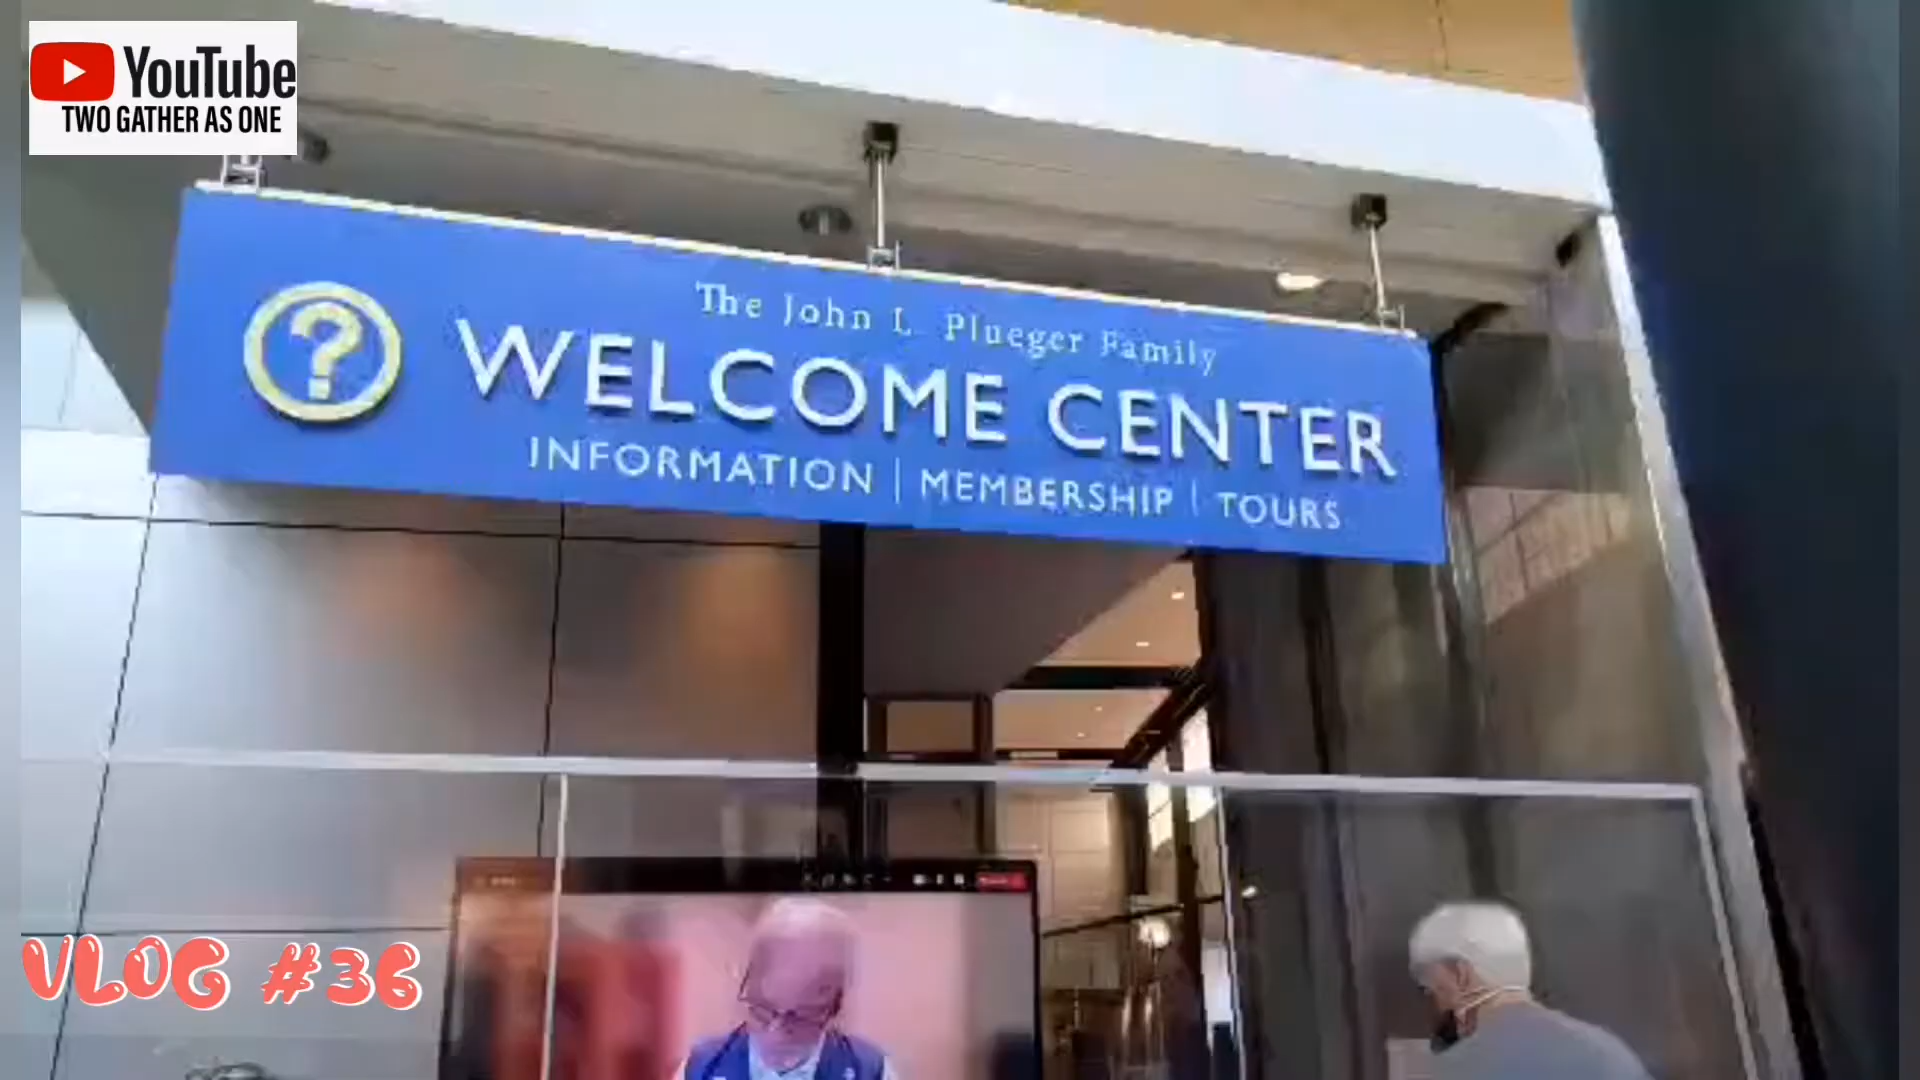 YouTube
TWO GATHER AS ONE
?
The John L. Plueger Family
WELCOME CENTER
INFORMATION | MEMBERSHIP | TOURS
VLOG #36